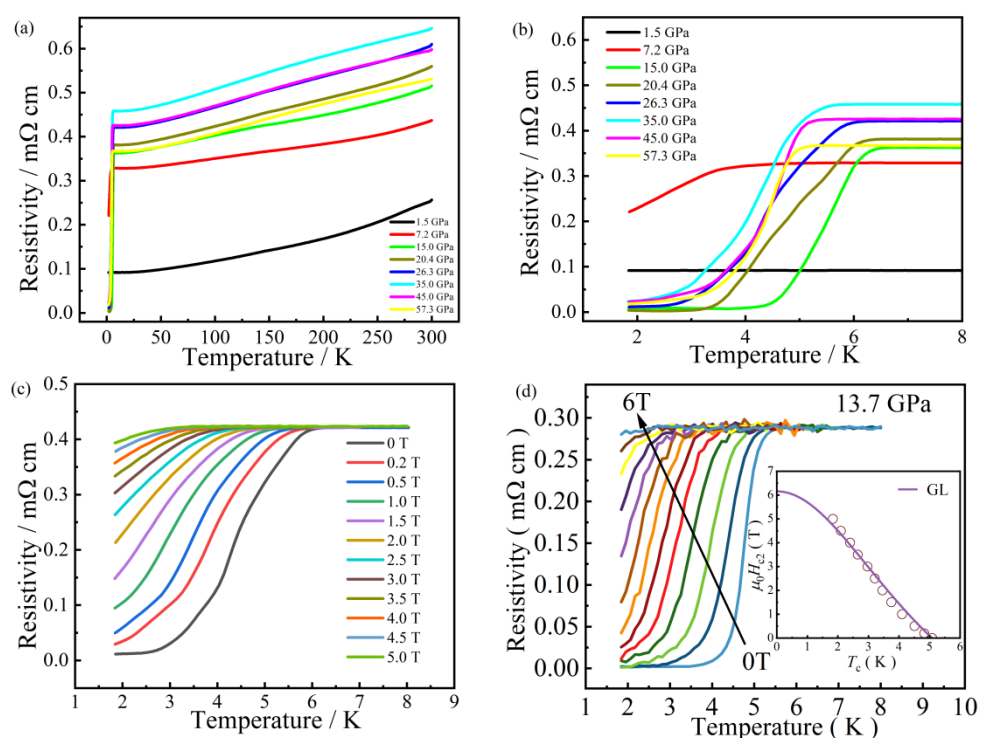 (a)
Resistivity / mΩ cm
0.6
0.5
0.4
0.3
0.2
0.1
0.0
1.5 GPa
7.2 GPa
15.0 GPa
20.4 GPa
26.3 GPa
35.0 GPa
45.0 GPa
57.3 GPa
0 50 100 150 200 250 300
Temperature / K
(b)
Resistivity / mΩ cm
0.6
0.5
0.4
0.3
0.2
0.1
0.0
1.5 GPa
7.2 GPa
15.0 GPa
20.4 GPa
26.3 GPa
35.0 GPa
45.0 GPa
57.3 GPa
2 4 6 8
Temperature / K
(c)
Resistivity / mΩ cm
0.5
0.4
0.3
0.2
0.1
0.0
0 T
0.2 T
0.5 T
1.0 T
1.5 T
2.0 T
2.5 T
3.0 T
3.5 T
4.0 T
4.5 T
5.0 T
1 2 3 4 5 6 7 8 9
Temperature / K
(d)
Resistivity ( mΩ cm )
0.30
0.25
0.20
0.15
0.10
0.05
0.00
6T
13.7 GPa
0T
μ₀Hc2 ( T )
7
6
5
4
3
2
1
0
GL
0 1 2 3 4 5 6
Tc ( K )
1 2 3 4 5 6 7 8 9 10
Temperature ( K )